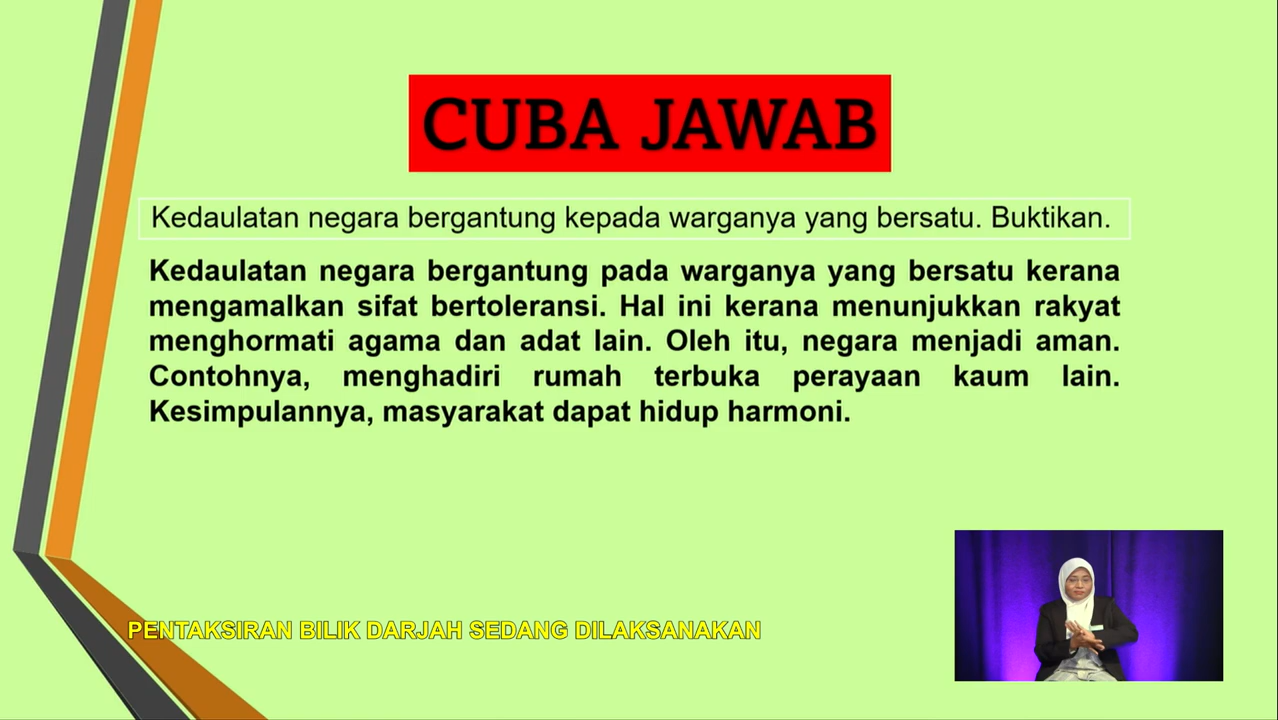 CUBA JAWAB
Kedaulatan negara bergantung kepada warganya yang bersatu. Buktikan.
Kedaulatan negara bergantung pada warganya yang bersatu kerana
mengamalkan sifat bertoleransi. Hal ini kerana menunjukkan rakyat
menghormati agama dan adat lain. Oleh itu, negara menjadi aman.
Contohnya, menghadiri rumah terbuka perayaan kaum lain.
Kesimpulannya, masyarakat dapat hidup harmoni.
PENTAKSIRAN BILIK DARJAH SEDANG DILAKSANAKAN